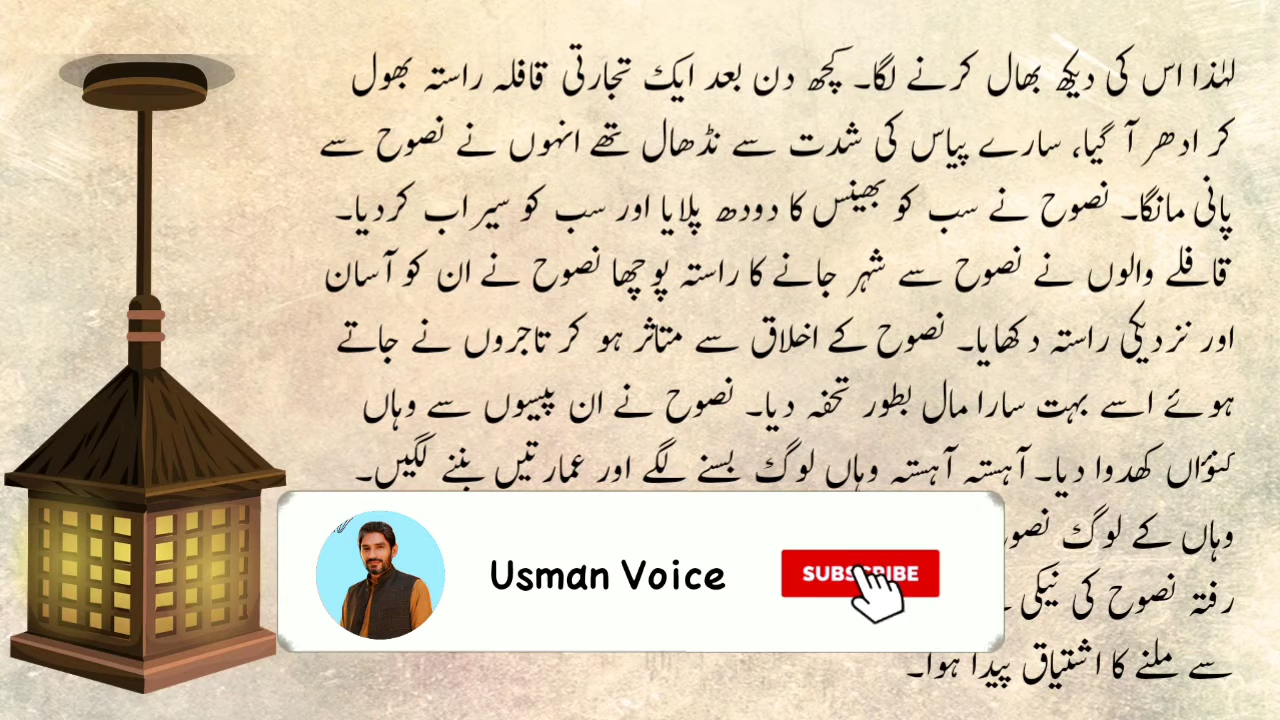 لہٰذا اس کی دیکھ بھال کرنے لگا۔ کچھ دن بعد ایک تجارتی قافلہ راستہ بھول
کر ادھر آ گیا، سارے پیاس کی شدت سے نڈھال تھے انہوں نے نصوح سے
پانی مانگا۔ نصوح نے سب کو بھینس کا دودھ پلایا اور سب کو سیراب کردیا۔
قافلے والوں نے نصوح سے شہر جانے کا راستہ پوچھا نصوح نے ان کو آسان
اور نزدیکی راستہ دکھایا۔ نصوح کے اخلاق سے متاثر ہو کر تاجروں نے جاتے
ہوئے اسے بہت سارا مال بطور تحفہ دیا۔ نصوح نے ان پیسوں سے وہاں
کنوٴاں کھدوا دیا۔ آہستہ آہستہ وہاں لوگ بسنے لگے اور عمارتیں بننے لگیں۔
وہاں کے لوگ
رفتہ نصوح کی نیکی
سے ملنے کا اشتیاق پیدا ہوا۔
Usman Voice
SUBSCRIBE